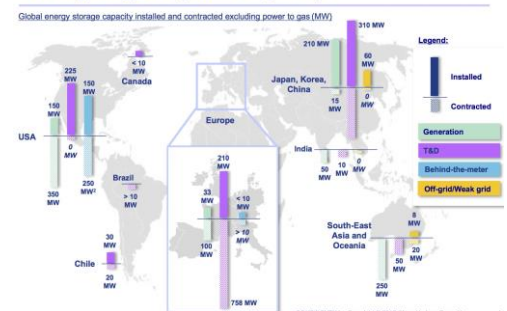 Global energy storage capacity installed and contracted excluding power to gas (MW)
Legend:
Installed
Contracted
Generation
T&D
Behind-the-meter
Off-grid/Weak grid
< 10
MW
Canada
225
MW
150
MW
150
MW
USA
0
MW
350
MW
250
MW²
Brazil
> 10
MW
30
MW
Chile
20
MW
Europe
210
MW
33
MW
< 10
MW
100
MW
> 10
MW
758 MW
310 MW
210 MW
60
MW
Japan, Korea,
China
15
MW
0
MW
India
50
MW
10
MW
0
MW
South-East
Asia and
Oceania
8
MW
20
MW
50
MW
250
MW